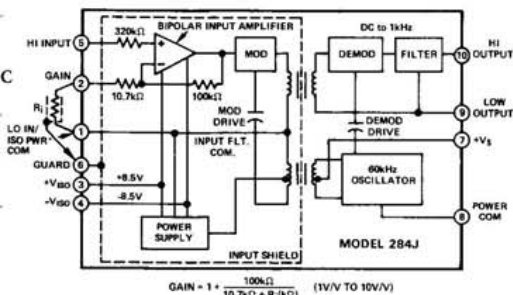 BIPOLAR INPUT AMPLIFIER
DC to 1kHz
320kΩ
HI INPUT 5
MOD
DEMOD
FILTER
10 HI OUTPUT
C
GAIN 2
10.7kΩ
100kΩ
MOD DRIVE
9 LOW OUTPUT
Ri
LO IN/ ISO PWR COM 1
INPUT FLT. COM.
DEMOD DRIVE
7 +VS
GUARD 6
+VISO 3
+8.5V
60kHz OSCILLATOR
-VISO 4
-8.5V
8 POWER COM
POWER SUPPLY
INPUT SHIELD
MODEL 284J
GAIN = 1 + 100kΩ / 10.7kΩ + Ri(kΩ) (1V/V TO 10V/V)